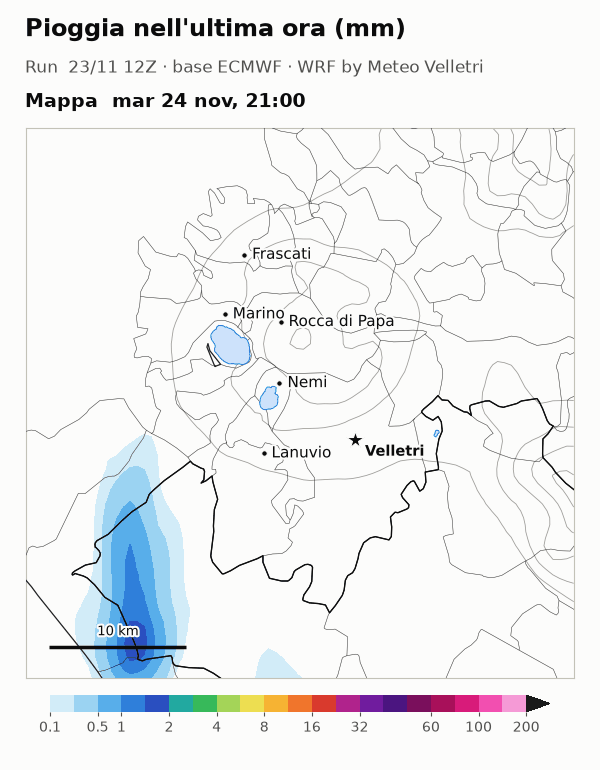 Pioggia nell'ultima ora (mm)
Run  23/11 12Z · base ECMWF · WRF by Meteo Velletri
Mappa  mar 24 nov, 21:00
Frascati
Marino
Rocca di Papa
Nemi
Velletri
Lanuvio
10 km
0.1 0.5 1 2 4 8 16 32 60 100 200